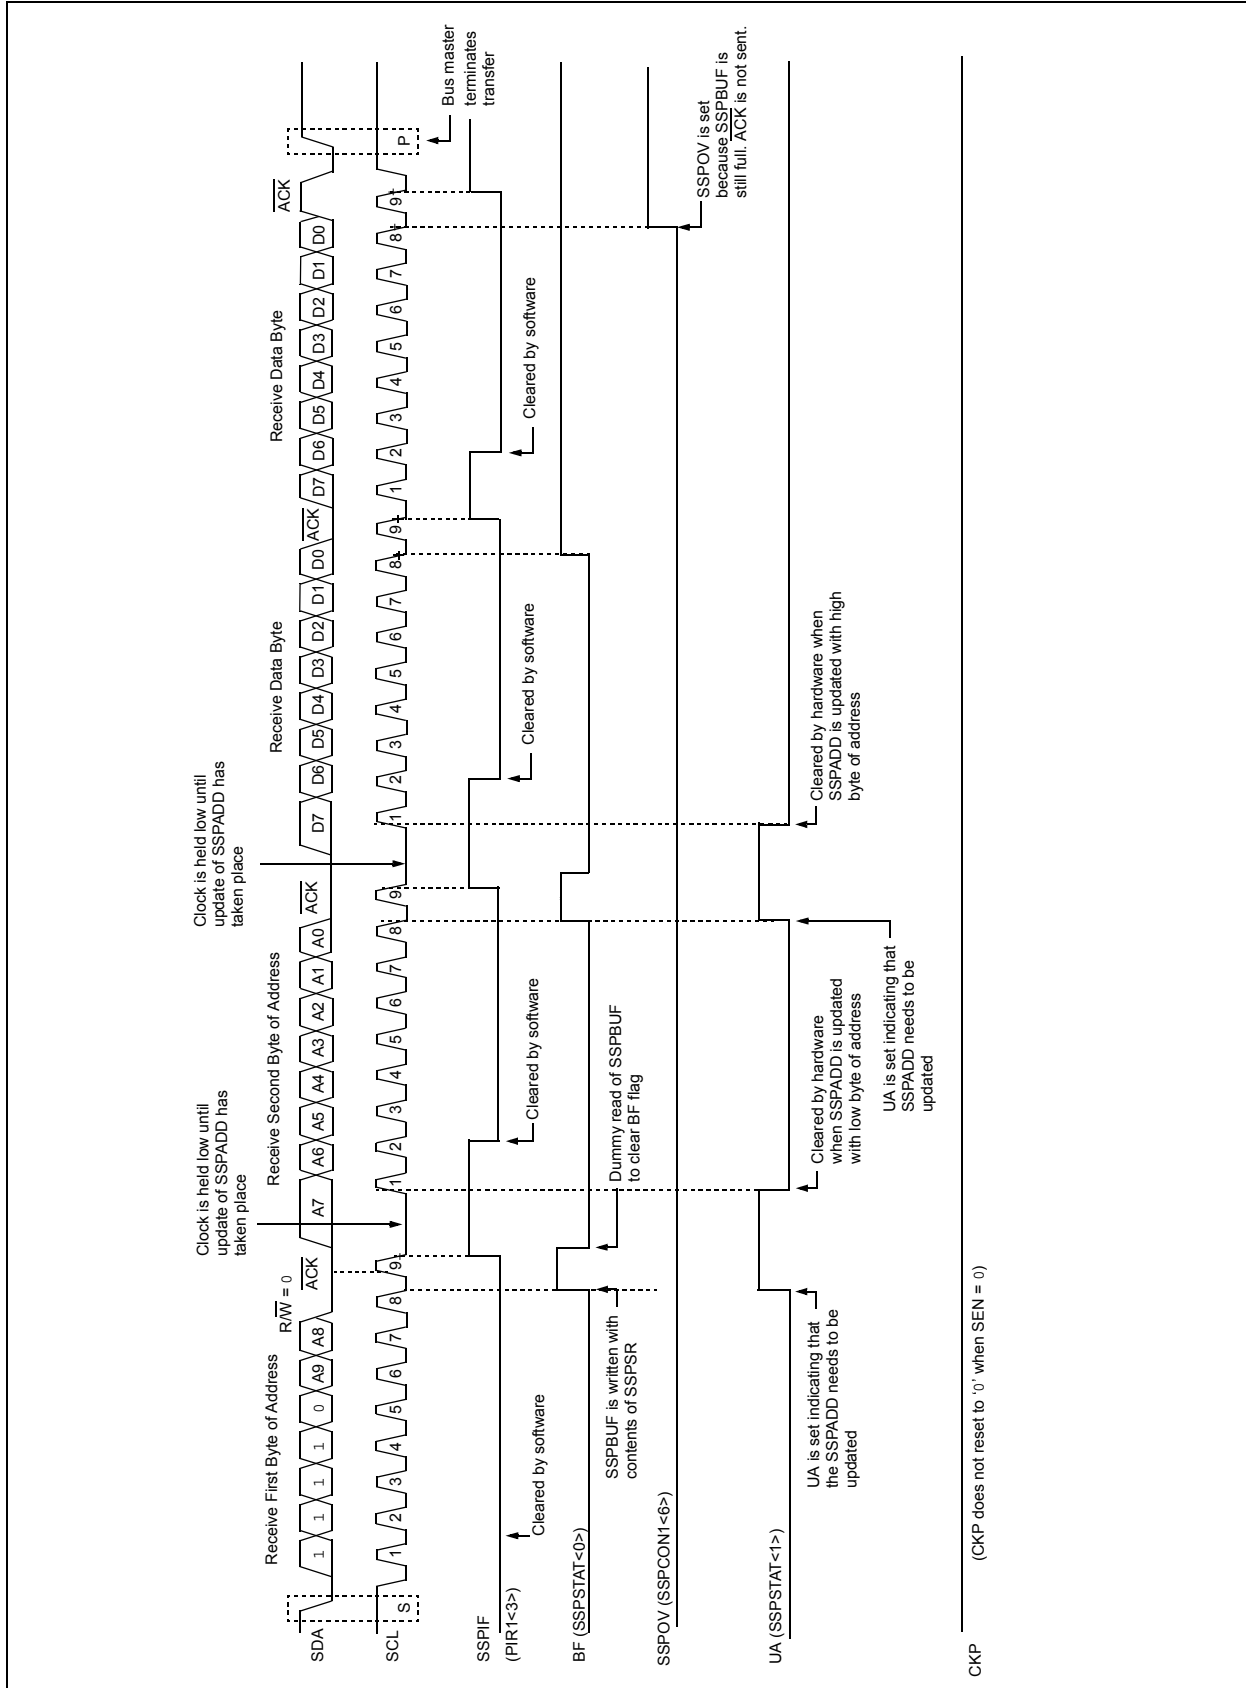 Receive First Byte of Address
R/W = 0
ACK
Clock is held low until
update of SSPADD has
taken place
Receive Second Byte of Address
ACK
Clock is held low until
update of SSPADD has
taken place
Receive Data Byte
ACK
Receive Data Byte
ACK
SDA
1 1 1 1 0 A9 A8
A7 A6 A5 A4 A3 A2 A1 A0
D7 D6 D5 D4 D3 D2 D1 D0
D7 D6 D5 D4 D3 D2 D1 D0
SCL
S
1 2 3 4 5 6 7 8 9
1 2 3 4 5 6 7 8 9
1 2 3 4 5 6 7 8 9
1 2 3 4 5 6 7 8 9
P
Bus master
terminates
transfer
SSPIF
(PIR1<3>)
Cleared by software
Cleared by software
Cleared by software
Cleared by software
BF (SSPSTAT<0>)
SSPBUF is written with
contents of SSPSR
Dummy read of SSPBUF
to clear BF flag
SSPOV (SSPCON1<6>)
SSPOV is set
because SSPBUF is
still full. ACK is not sent.
UA (SSPSTAT<1>)
UA is set indicating that
the SSPADD needs to be
updated
Cleared by hardware
when SSPADD is updated
with low byte of address
UA is set indicating that
SSPADD needs to be
updated
Cleared by hardware when
SSPADD is updated with high
byte of address
CKP
(CKP does not reset to ‘0’ when SEN = 0)